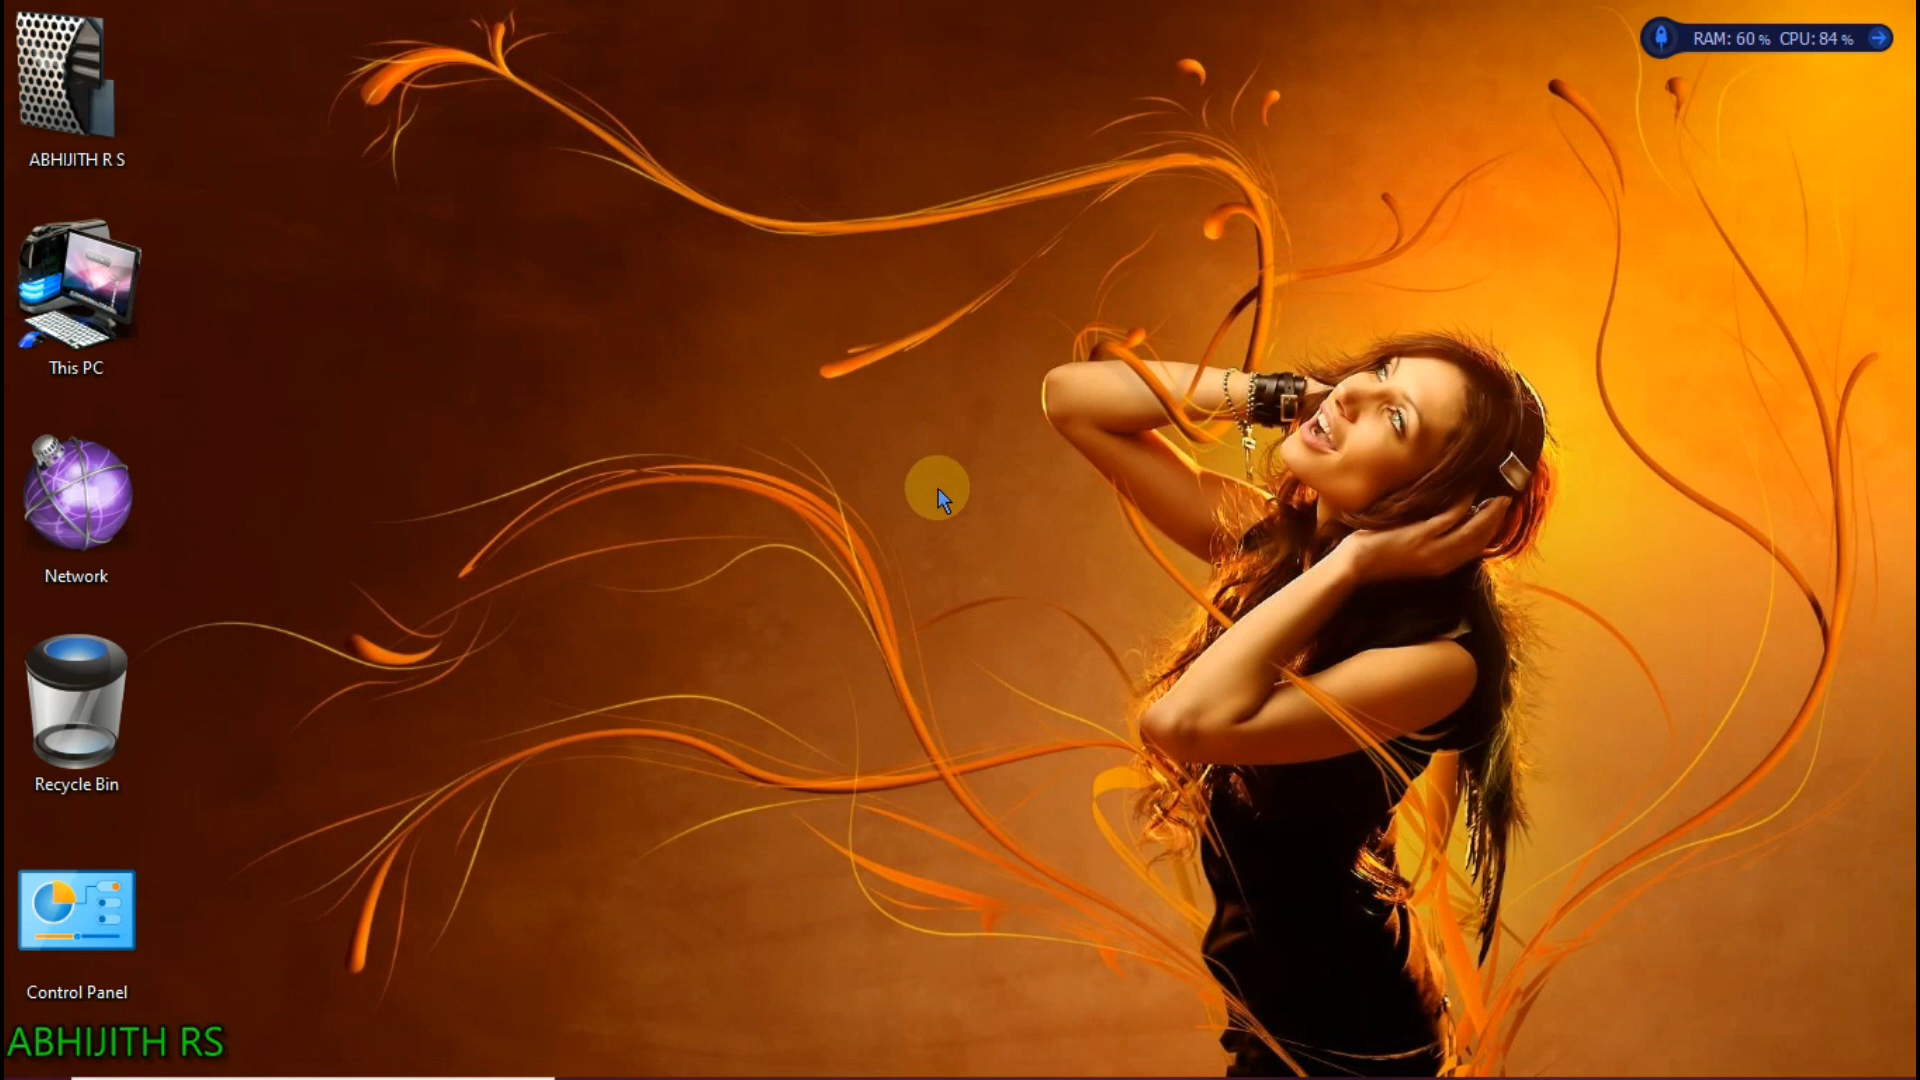 RAM: 60 % CPU: 84 %
ABHIJITH R S
This PC
Network
Recycle Bin
Control Panel
ABHIJITH RS